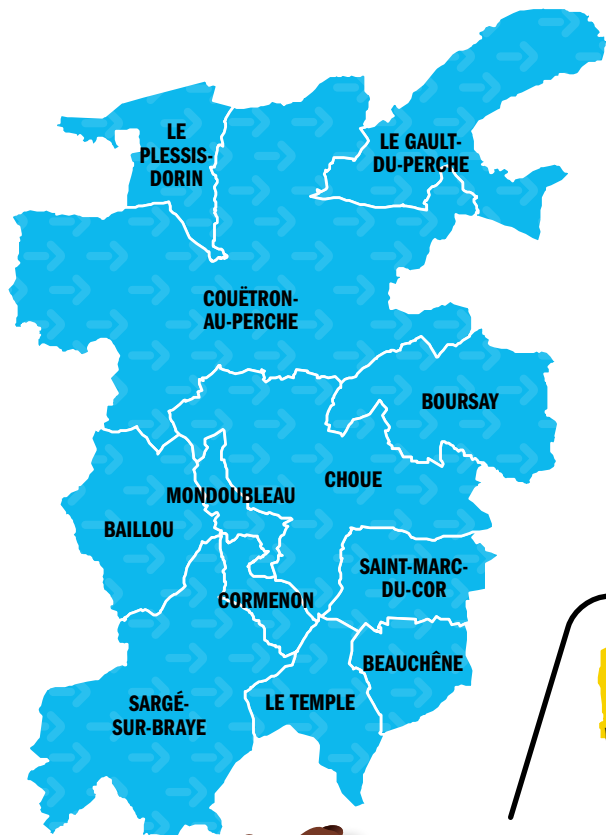 LE
PLESSIS-
DORIN
LE GAULT-
DU-PERCHE
COUËTRON-
AU-PERCHE
BOURSAY
CHOUE
MONDOUBLEAU
BAILLOU
SAINT-MARC-
DU-COR
CORMENON
BEAUCHÊNE
LE TEMPLE
SARGÉ-
SUR-BRAYE